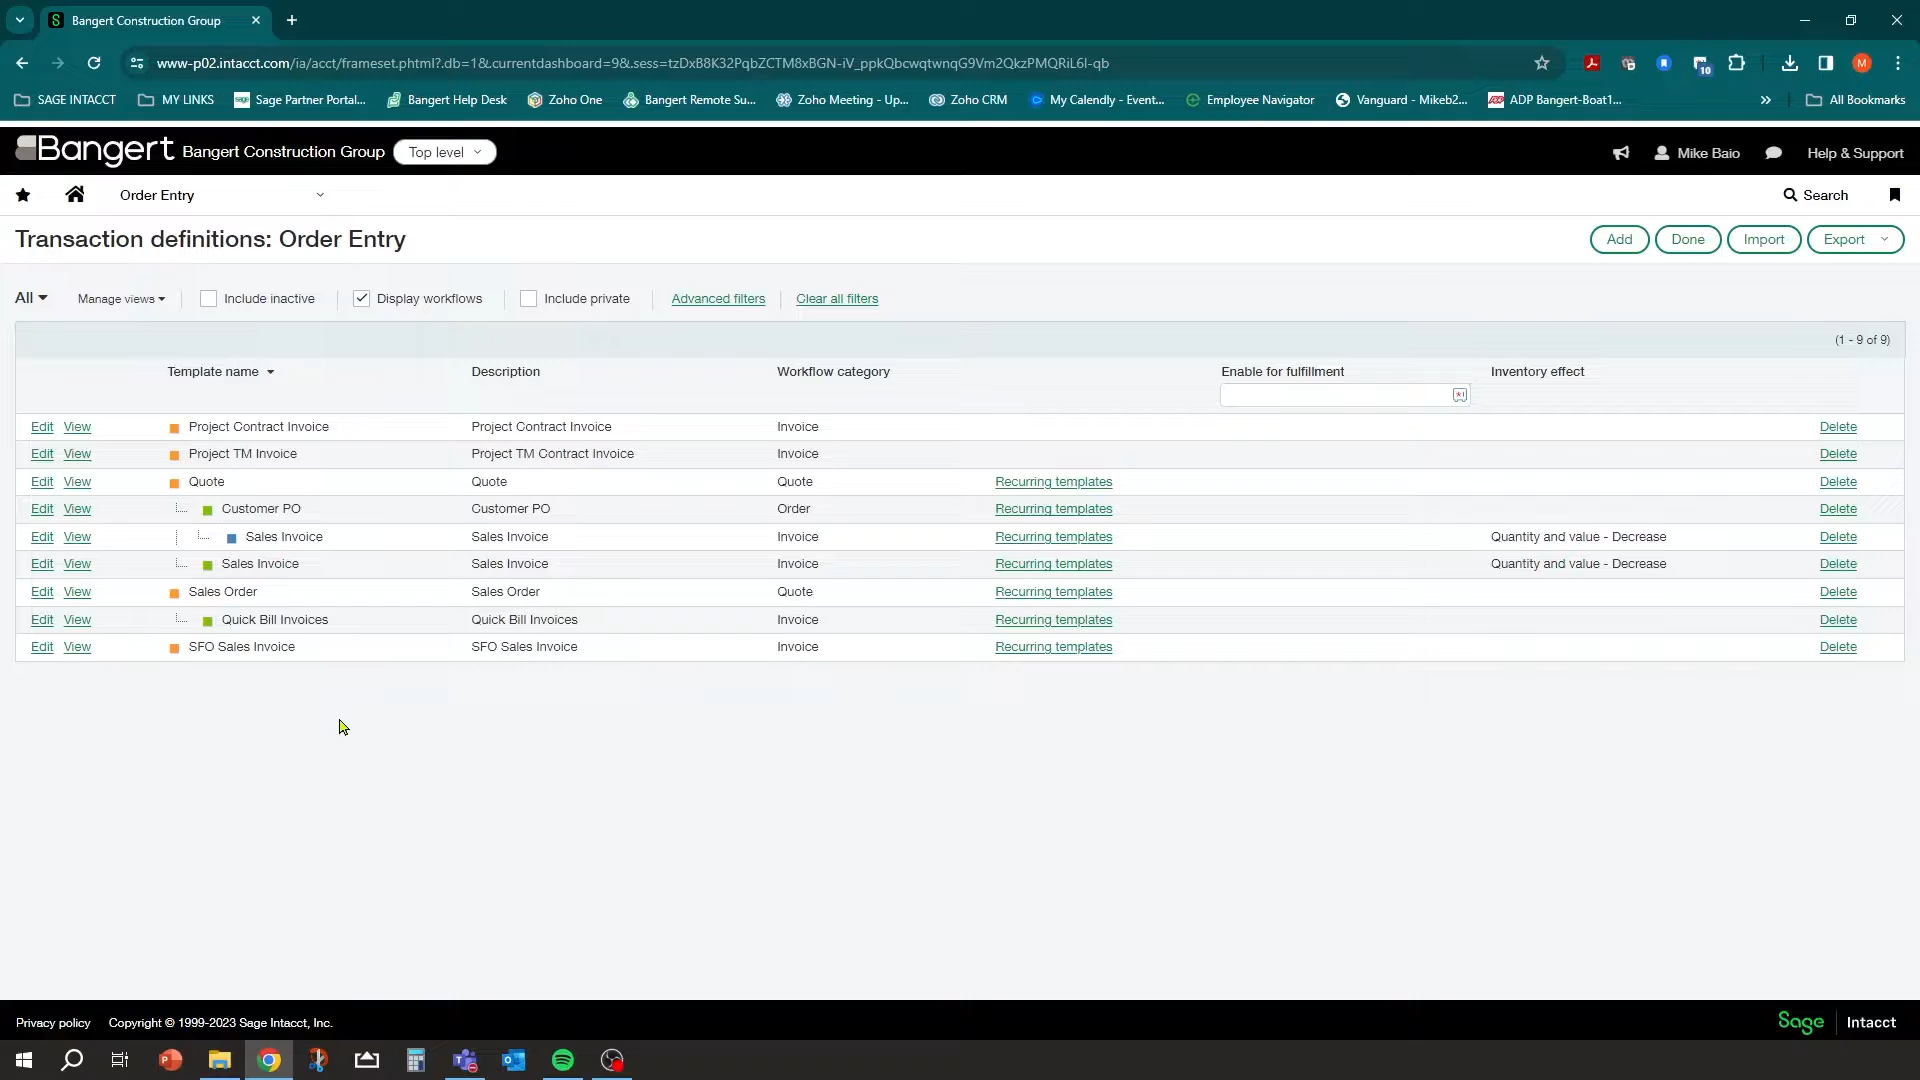 S Bangert Construction Group
www-p02.intacct.com/ia/acct/frameset.phtml?.db=1&.currentdashboard=9&.sess=tzDxB8K32PqbZCTM8xBGN-iV_ppkQbcwqtwnqG9Vm2QkzPMQRiL6l-qb
10
M
SAGE INTACCT MY LINKS Sage Partner Portal... Bangert Help Desk Zoho One Bangert Remote Su... Zoho Meeting - Up... Zoho CRM My Calendly - Event... Employee Navigator Vanguard - Mikeb2... ADP Bangert-Boat1... » All Bookmarks
Bangert Bangert Construction Group Top level Mike Baio Help & Support
Order Entry Search
Transaction definitions: Order Entry Add Done Import Export
All Manage views Include inactive Display workflows Include private Advanced filters Clear all filters
(1 - 9 of 9)
Template name Description Workflow category Enable for fulfillment Inventory effect
Edit View Project Contract Invoice Project Contract Invoice Invoice Delete
Edit View Project TM Invoice Project TM Contract Invoice Invoice Delete
Edit View Quote Quote Quote Recurring templates Delete
Edit View Customer PO Customer PO Order Recurring templates Delete
Edit View Sales Invoice Sales Invoice Invoice Recurring templates Quantity and value - Decrease Delete
Edit View Sales Invoice Sales Invoice Invoice Recurring templates Quantity and value - Decrease Delete
Edit View Sales Order Sales Order Quote Recurring templates Delete
Edit View Quick Bill Invoices Quick Bill Invoices Invoice Recurring templates Delete
Edit View SFO Sales Invoice SFO Sales Invoice Invoice Recurring templates Delete
Privacy policy Copyright © 1999-2023 Sage Intacct, Inc. Sage Intacct